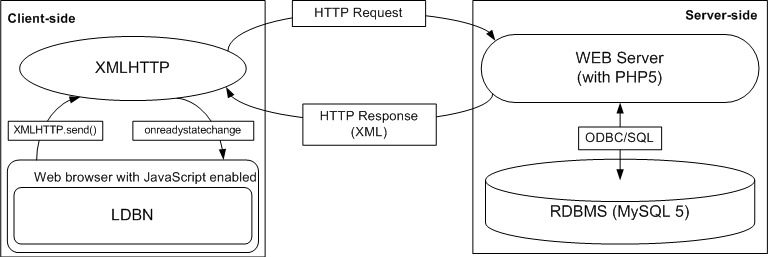 Client-side
HTTP Request
Server-side
XMLHTTP
WEB Server
(with PHP5)
HTTP Response
(XML)
XMLHTTP.send()
onreadystatechange
ODBC/SQL
Web browser with JavaScript enabled
LDBN
RDBMS (MySQL 5)